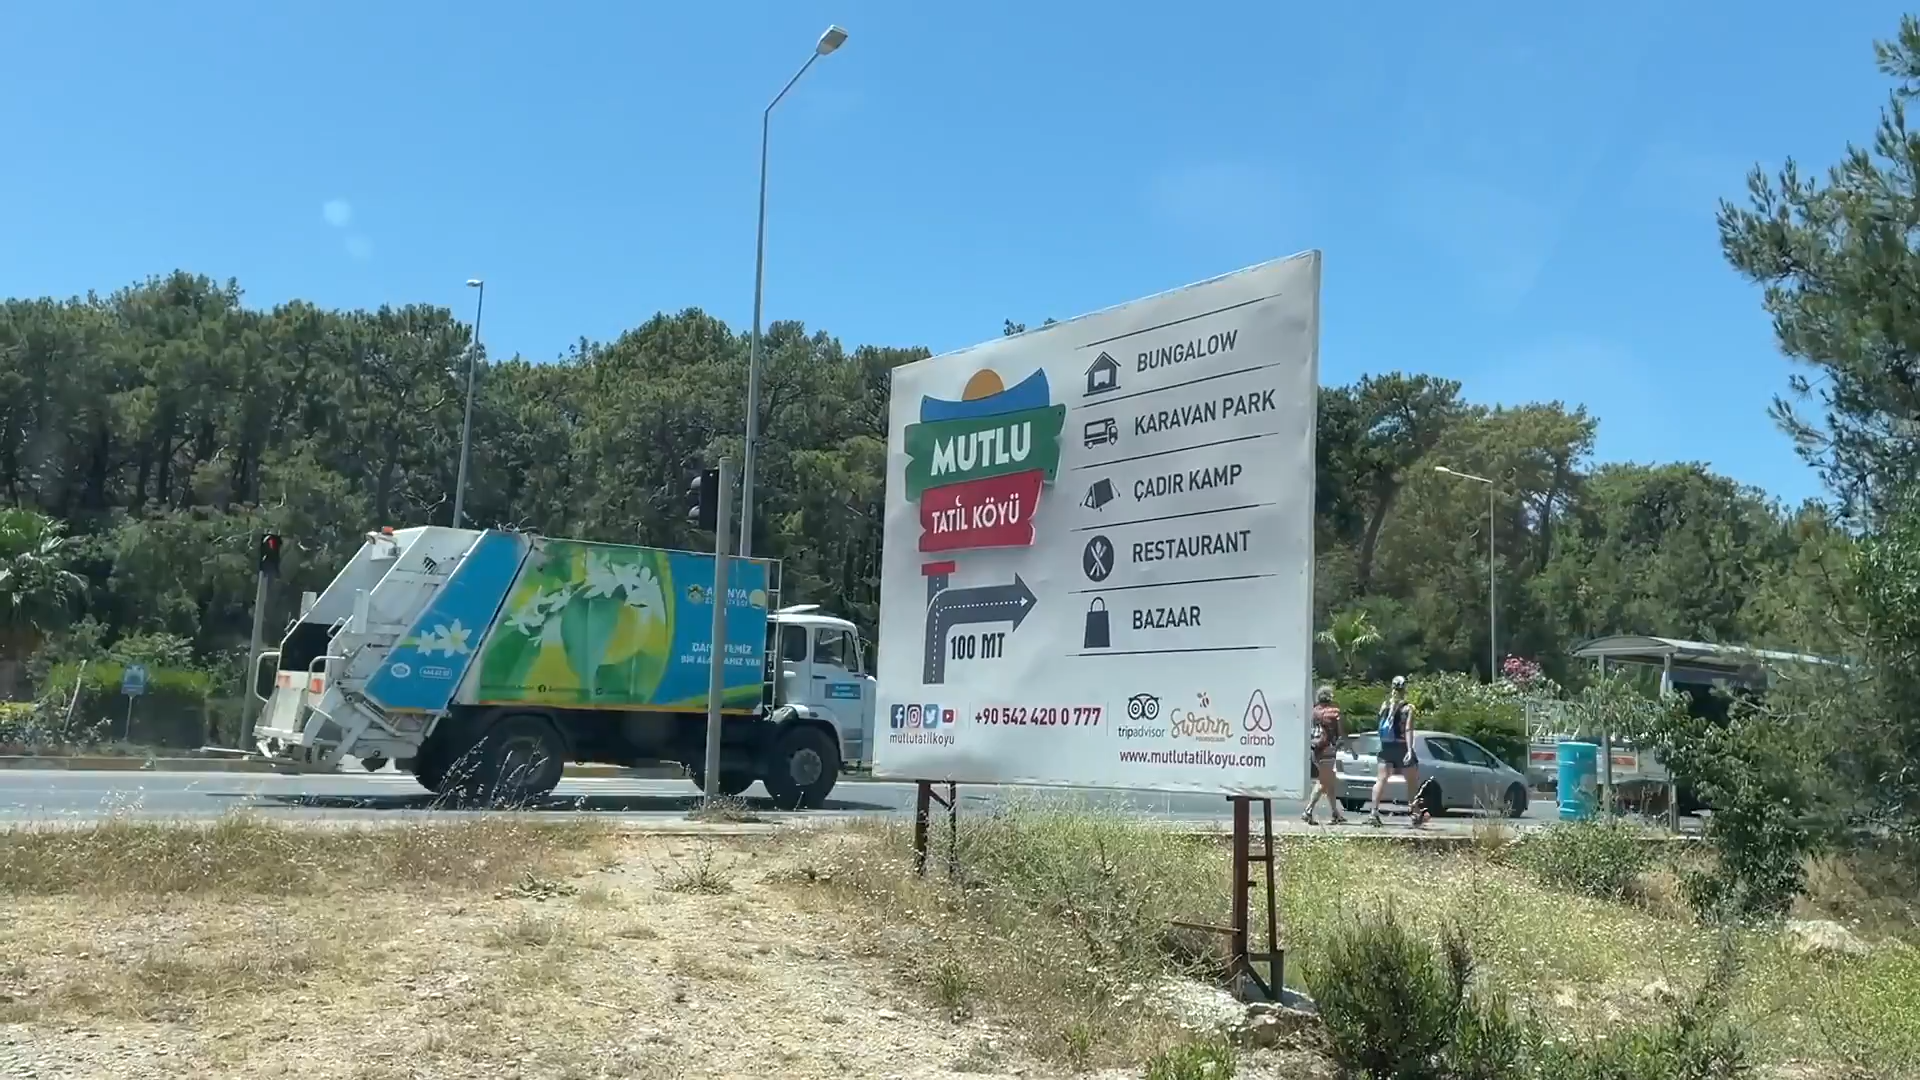 BUNGALOW
KARAVAN PARK
ÇADIR KAMP
RESTAURANT
BAZAAR
MUTLU
TATİL KÖYÜ
100 MT
mutlutatilkoyu
+90 542 420 0 777
tripadvisor
Swarm
airbnb
www.mutlutatilkoyu.com
TEMİZ